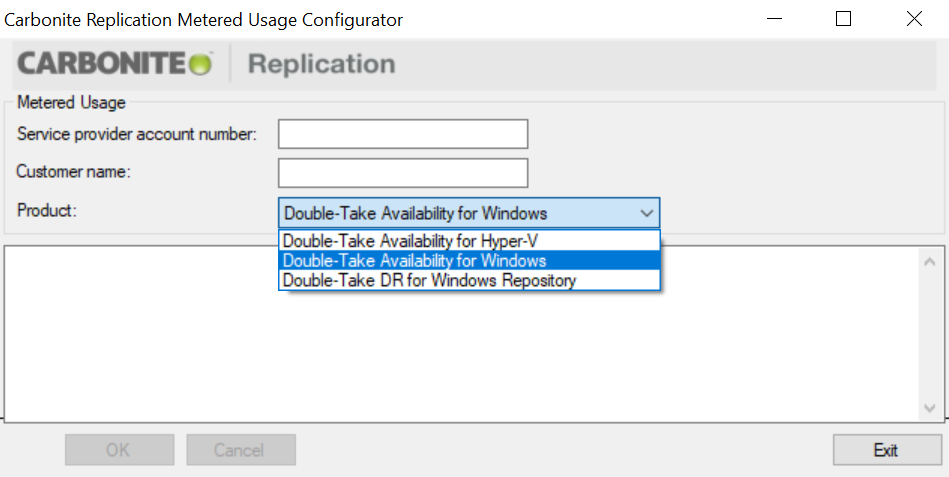 Carbonite Replication Metered Usage Configurator
CARBONITE Replication
Metered Usage
Service provider account number:
Customer name:
Product: Double-Take Availability for Windows
Double-Take Availability for Hyper-V
Double-Take Availability for Windows
Double-Take DR for Windows Repository
OK Cancel Exit